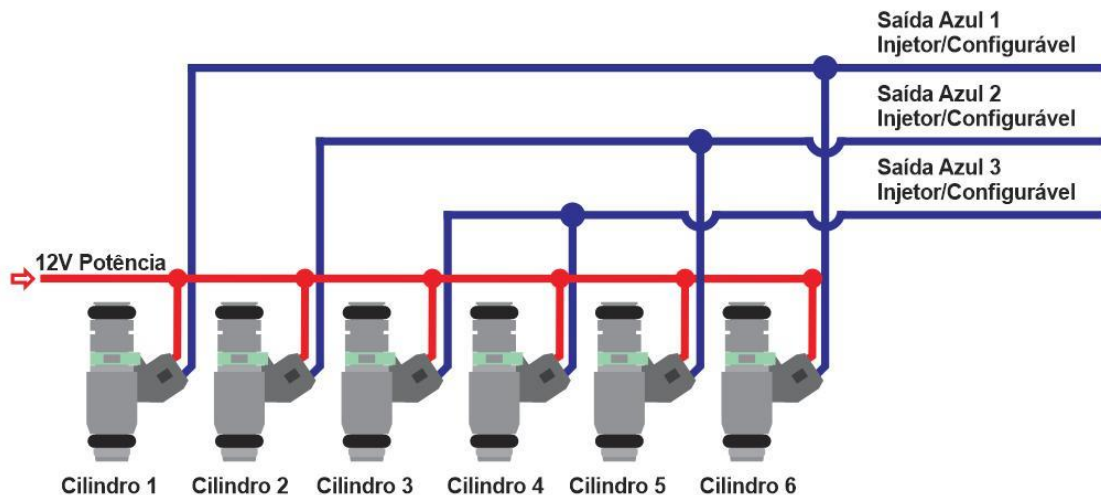 Saída Azul 1
Injetor/Configurável
Saída Azul 2
Injetor/Configurável
Saída Azul 3
Injetor/Configurável
12V Potência
Cilindro 1
Cilindro 2
Cilindro 3
Cilindro 4
Cilindro 5
Cilindro 6